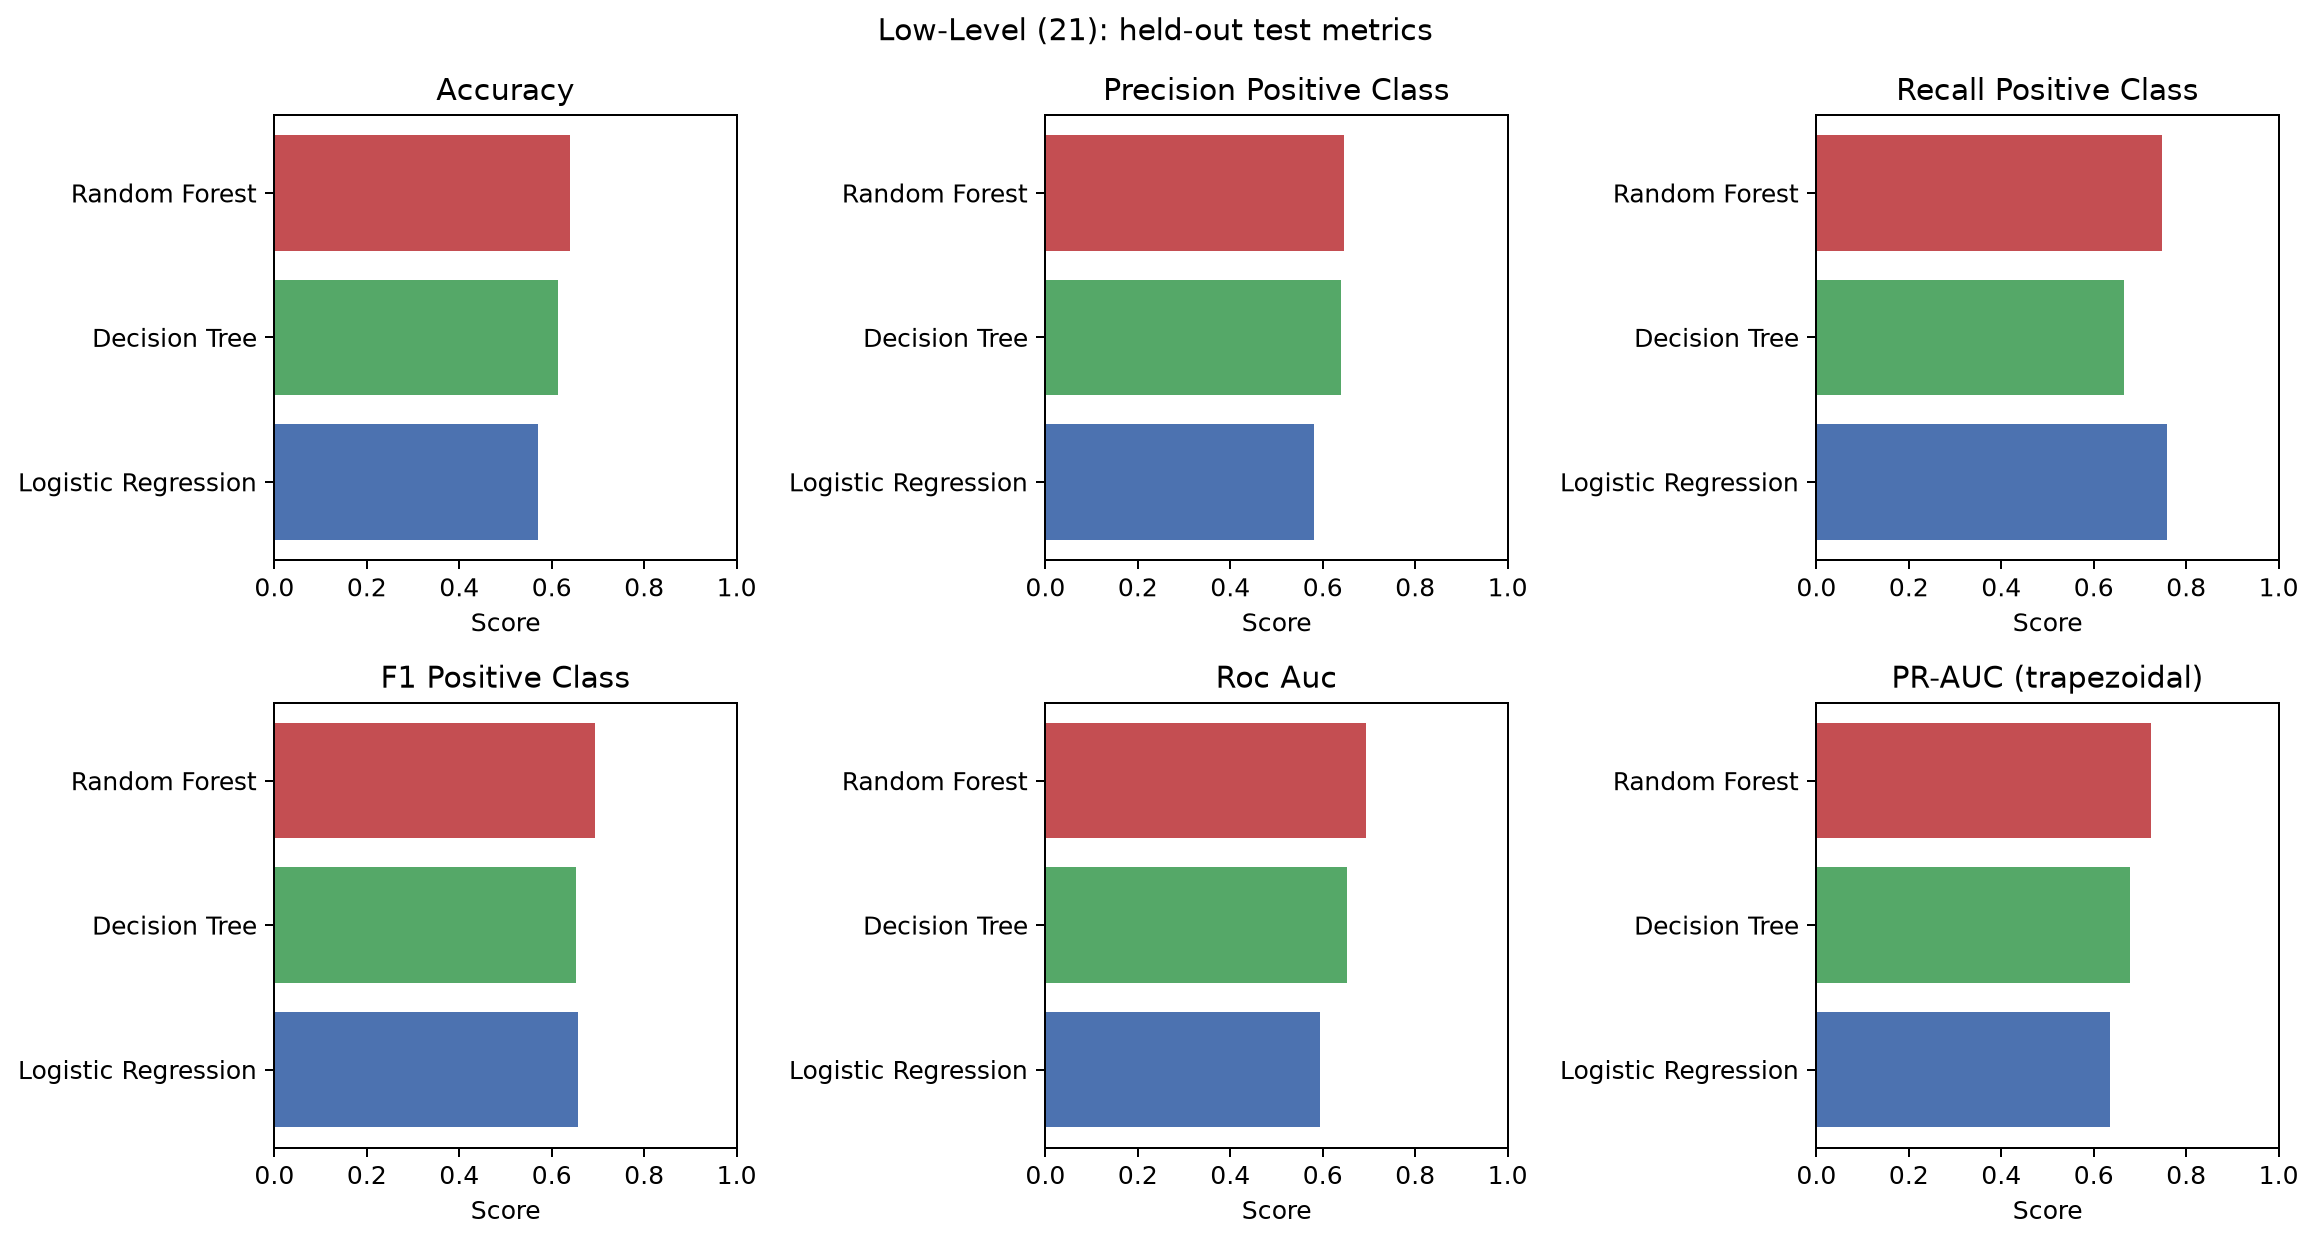 Low-Level (21): held-out test metrics
Accuracy
Random Forest
Decision Tree
Logistic Regression
0.0 0.2 0.4 0.6 0.8 1.0
Score
Precision Positive Class
Random Forest
Decision Tree
Logistic Regression
0.0 0.2 0.4 0.6 0.8 1.0
Score
Recall Positive Class
Random Forest
Decision Tree
Logistic Regression
0.0 0.2 0.4 0.6 0.8 1.0
Score
F1 Positive Class
Random Forest
Decision Tree
Logistic Regression
0.0 0.2 0.4 0.6 0.8 1.0
Score
Roc Auc
Random Forest
Decision Tree
Logistic Regression
0.0 0.2 0.4 0.6 0.8 1.0
Score
PR-AUC (trapezoidal)
Random Forest
Decision Tree
Logistic Regression
0.0 0.2 0.4 0.6 0.8 1.0
Score